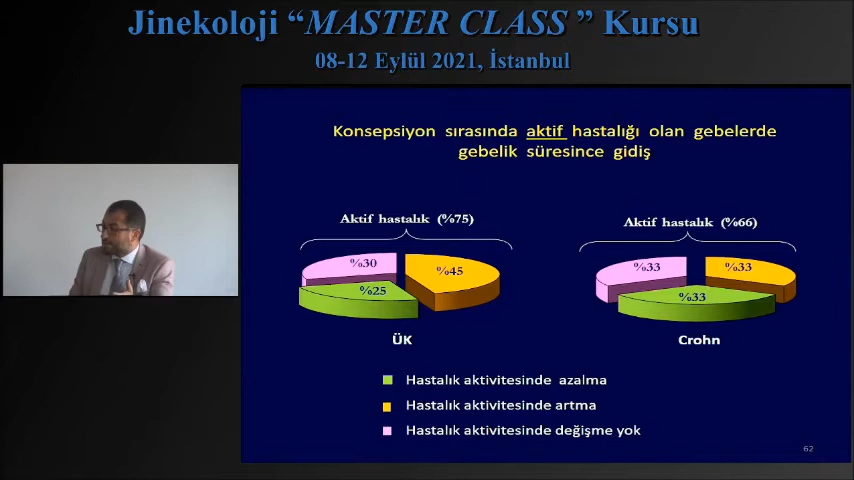 Jinekoloji “MASTER CLASS ” Kursu
08-12 Eylül 2021, İstanbul
Konsepsiyon sırasında aktif hastalığı olan gebelerde
gebelik süresince gidiş
Aktif hastalık (%75)
%30
%45
%25
ÜK
Aktif hastalık (%66)
%33
%33
%33
Crohn
Hastalık aktivitesinde azalma
Hastalık aktivitesinde artma
Hastalık aktivitesinde değişme yok
62